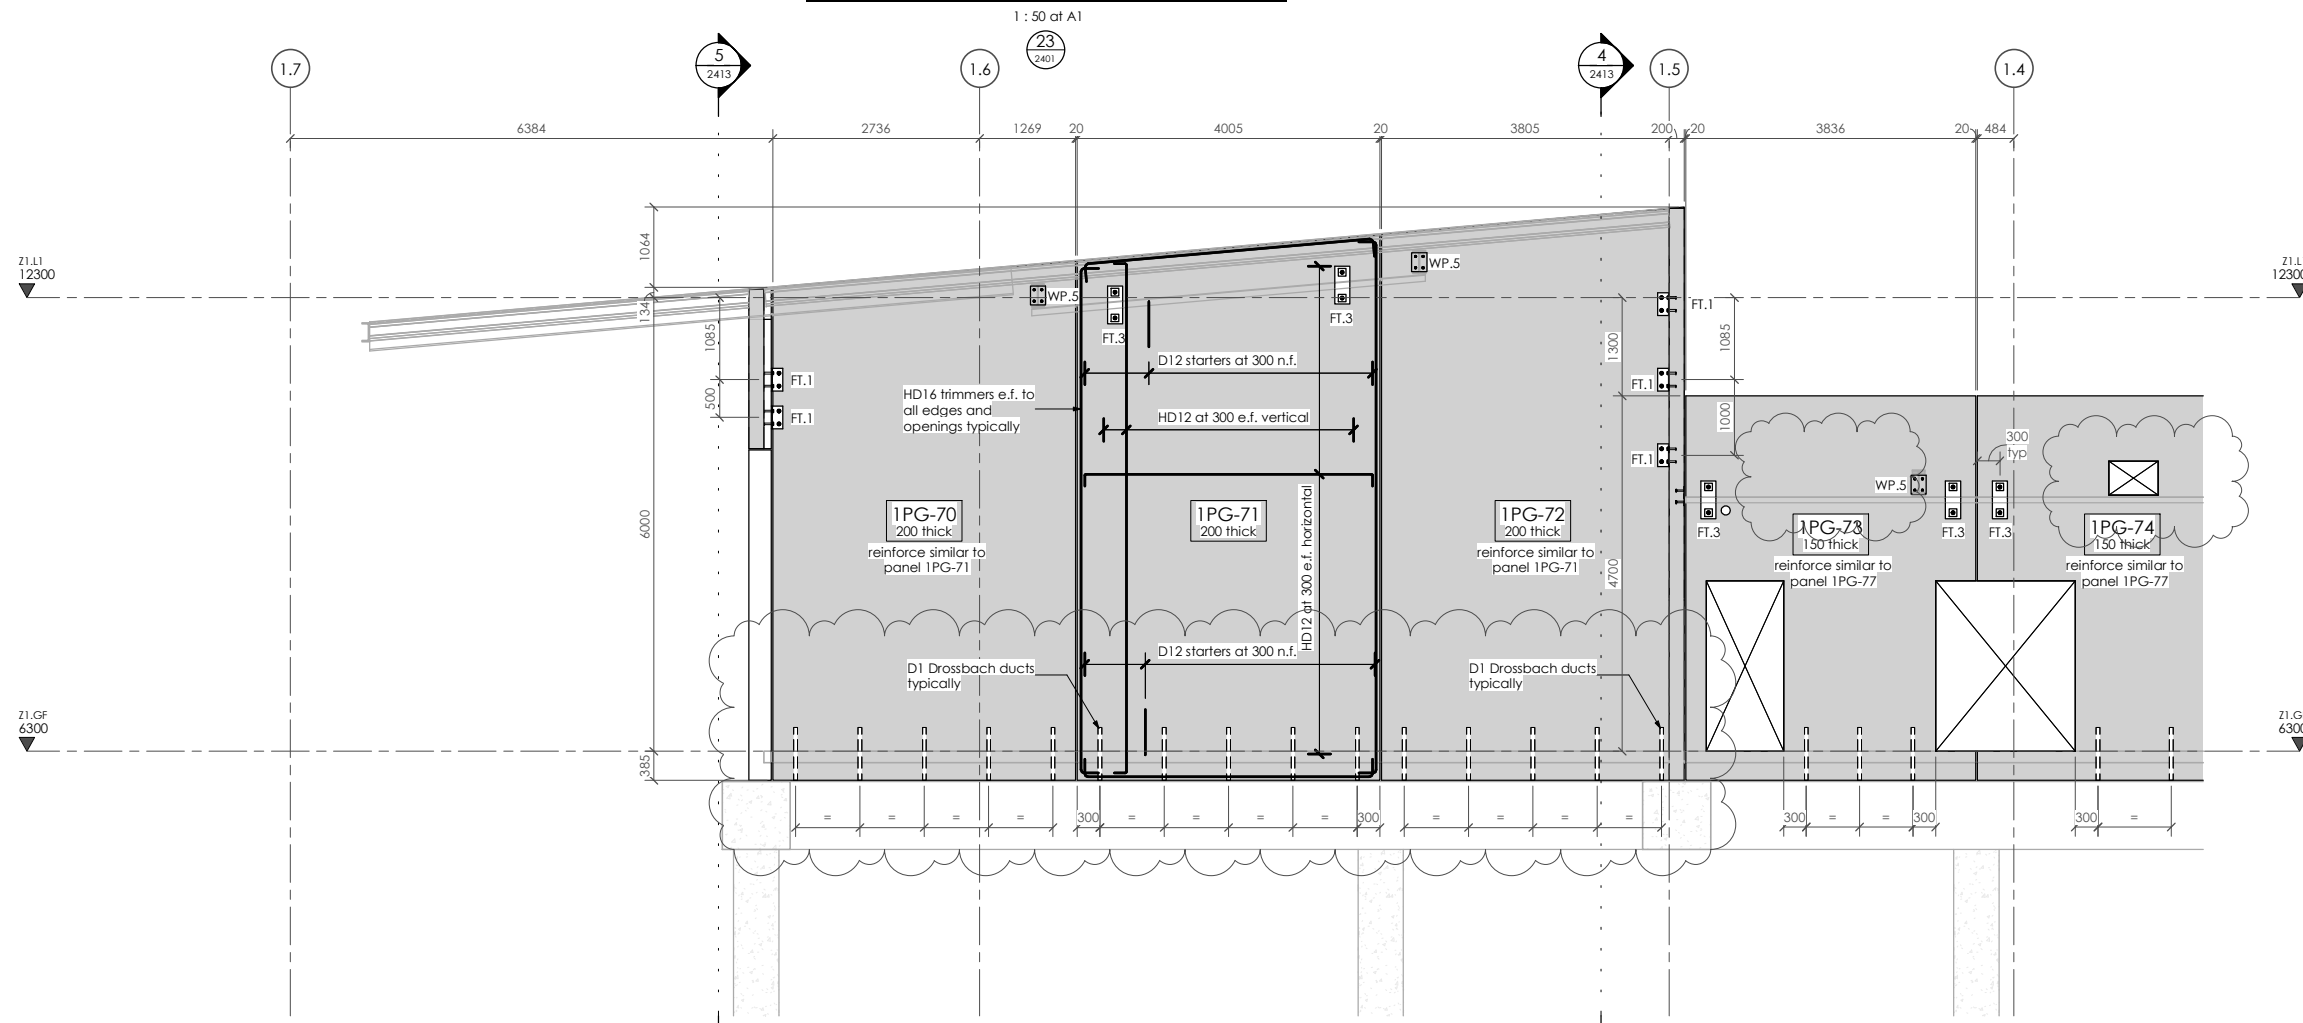 1 : 50 at A1
23
2401
1.7
5
2413
1.6
4
2413
1.5
1.4
6384
2736
1269
20
4005
20
3805
200
20
3836
20
484
1064
134
6000
385
1085
500
Z1.L1
12300
Z1.L
12300
WP.5
FT.3
FT.3
WP.5
FT.1
FT.1
FT.1
FT.1
FT.1
1300
4700
1085
1000
D12 starters at 300 n.f.
HD16 trimmers e.f. to
all edges and
openings typically
HD12 at 300 e.f. vertical
HD12 at 300 e.f. horizontal
300
typ
WP.5
FT.3
FT.3
FT.3
1PG-70
200 thick
reinforce similar to
panel 1PG-71
1PG-71
200 thick
1PG-72
200 thick
reinforce similar to
panel 1PG-71
1PG-73
150 thick
reinforce similar to
panel 1PG-77
1PG-74
150 thick
reinforce similar to
panel 1PG-77
D12 starters at 300 n.f.
D1 Drossbach ducts
typically
D1 Drossbach ducts
typically
Z1.GF
6300
Z1.G
6300
= = = = 300 = = = = 300 = = = = 300 = = 300 300 =